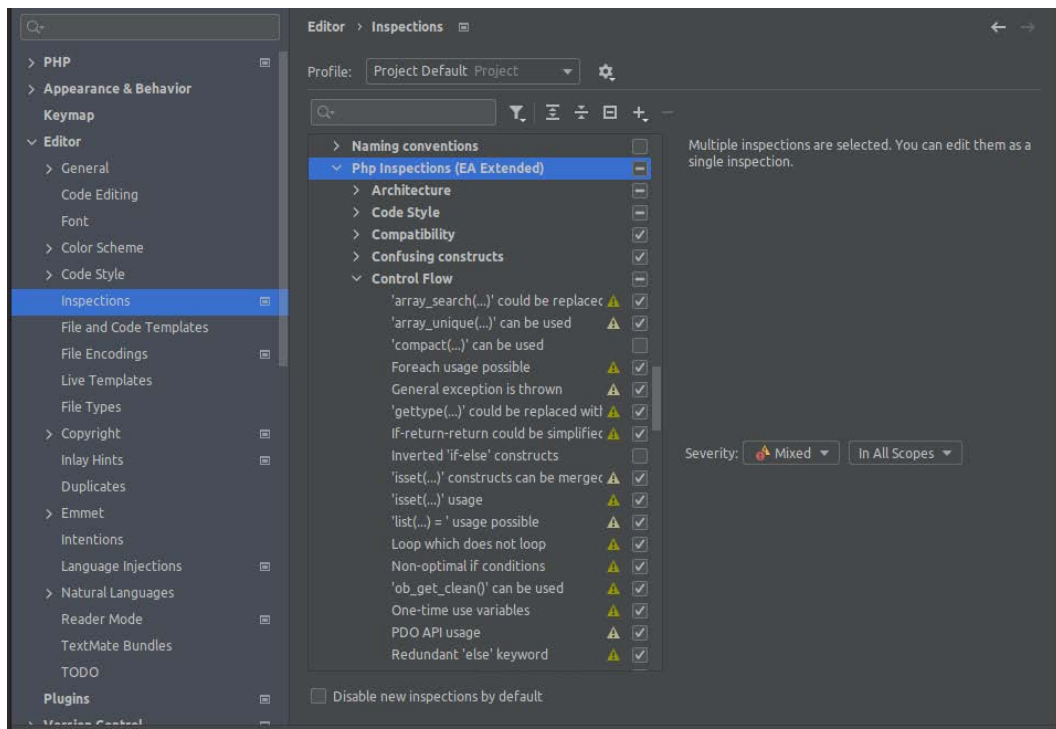 PHP
Appearance & Behavior
Keymap
Editor
General
Code Editing
Font
Color Scheme
Code Style
Inspections
File and Code Templates
File Encodings
Live Templates
File Types
Copyright
Inlay Hints
Duplicates
Emmet
Intentions
Language Injections
Natural Languages
Reader Mode
TextMate Bundles
TODO
Plugins
Version Control
Editor > Inspections
Profile: Project Default Project
Naming conventions
Php Inspections (EA Extended)
Architecture
Code Style
Compatibility
Confusing constructs
Control Flow
'array_search(...)' could be replaced
'array_unique(...)' can be used
'compact(...)' can be used
Foreach usage possible
General exception is thrown
'gettype(...)' could be replaced with
If-return-return could be simplified
Inverted 'if-else' constructs
'isset(...)' constructs can be merged
'isset(...)' usage
'list(...) = ' usage possible
Loop which does not loop
Non-optimal if conditions
'ob_get_clean()' can be used
One-time use variables
PDO API usage
Redundant 'else' keyword
Disable new inspections by default
Multiple inspections are selected. You can edit them as a
single inspection.
Severity: Mixed In All Scopes